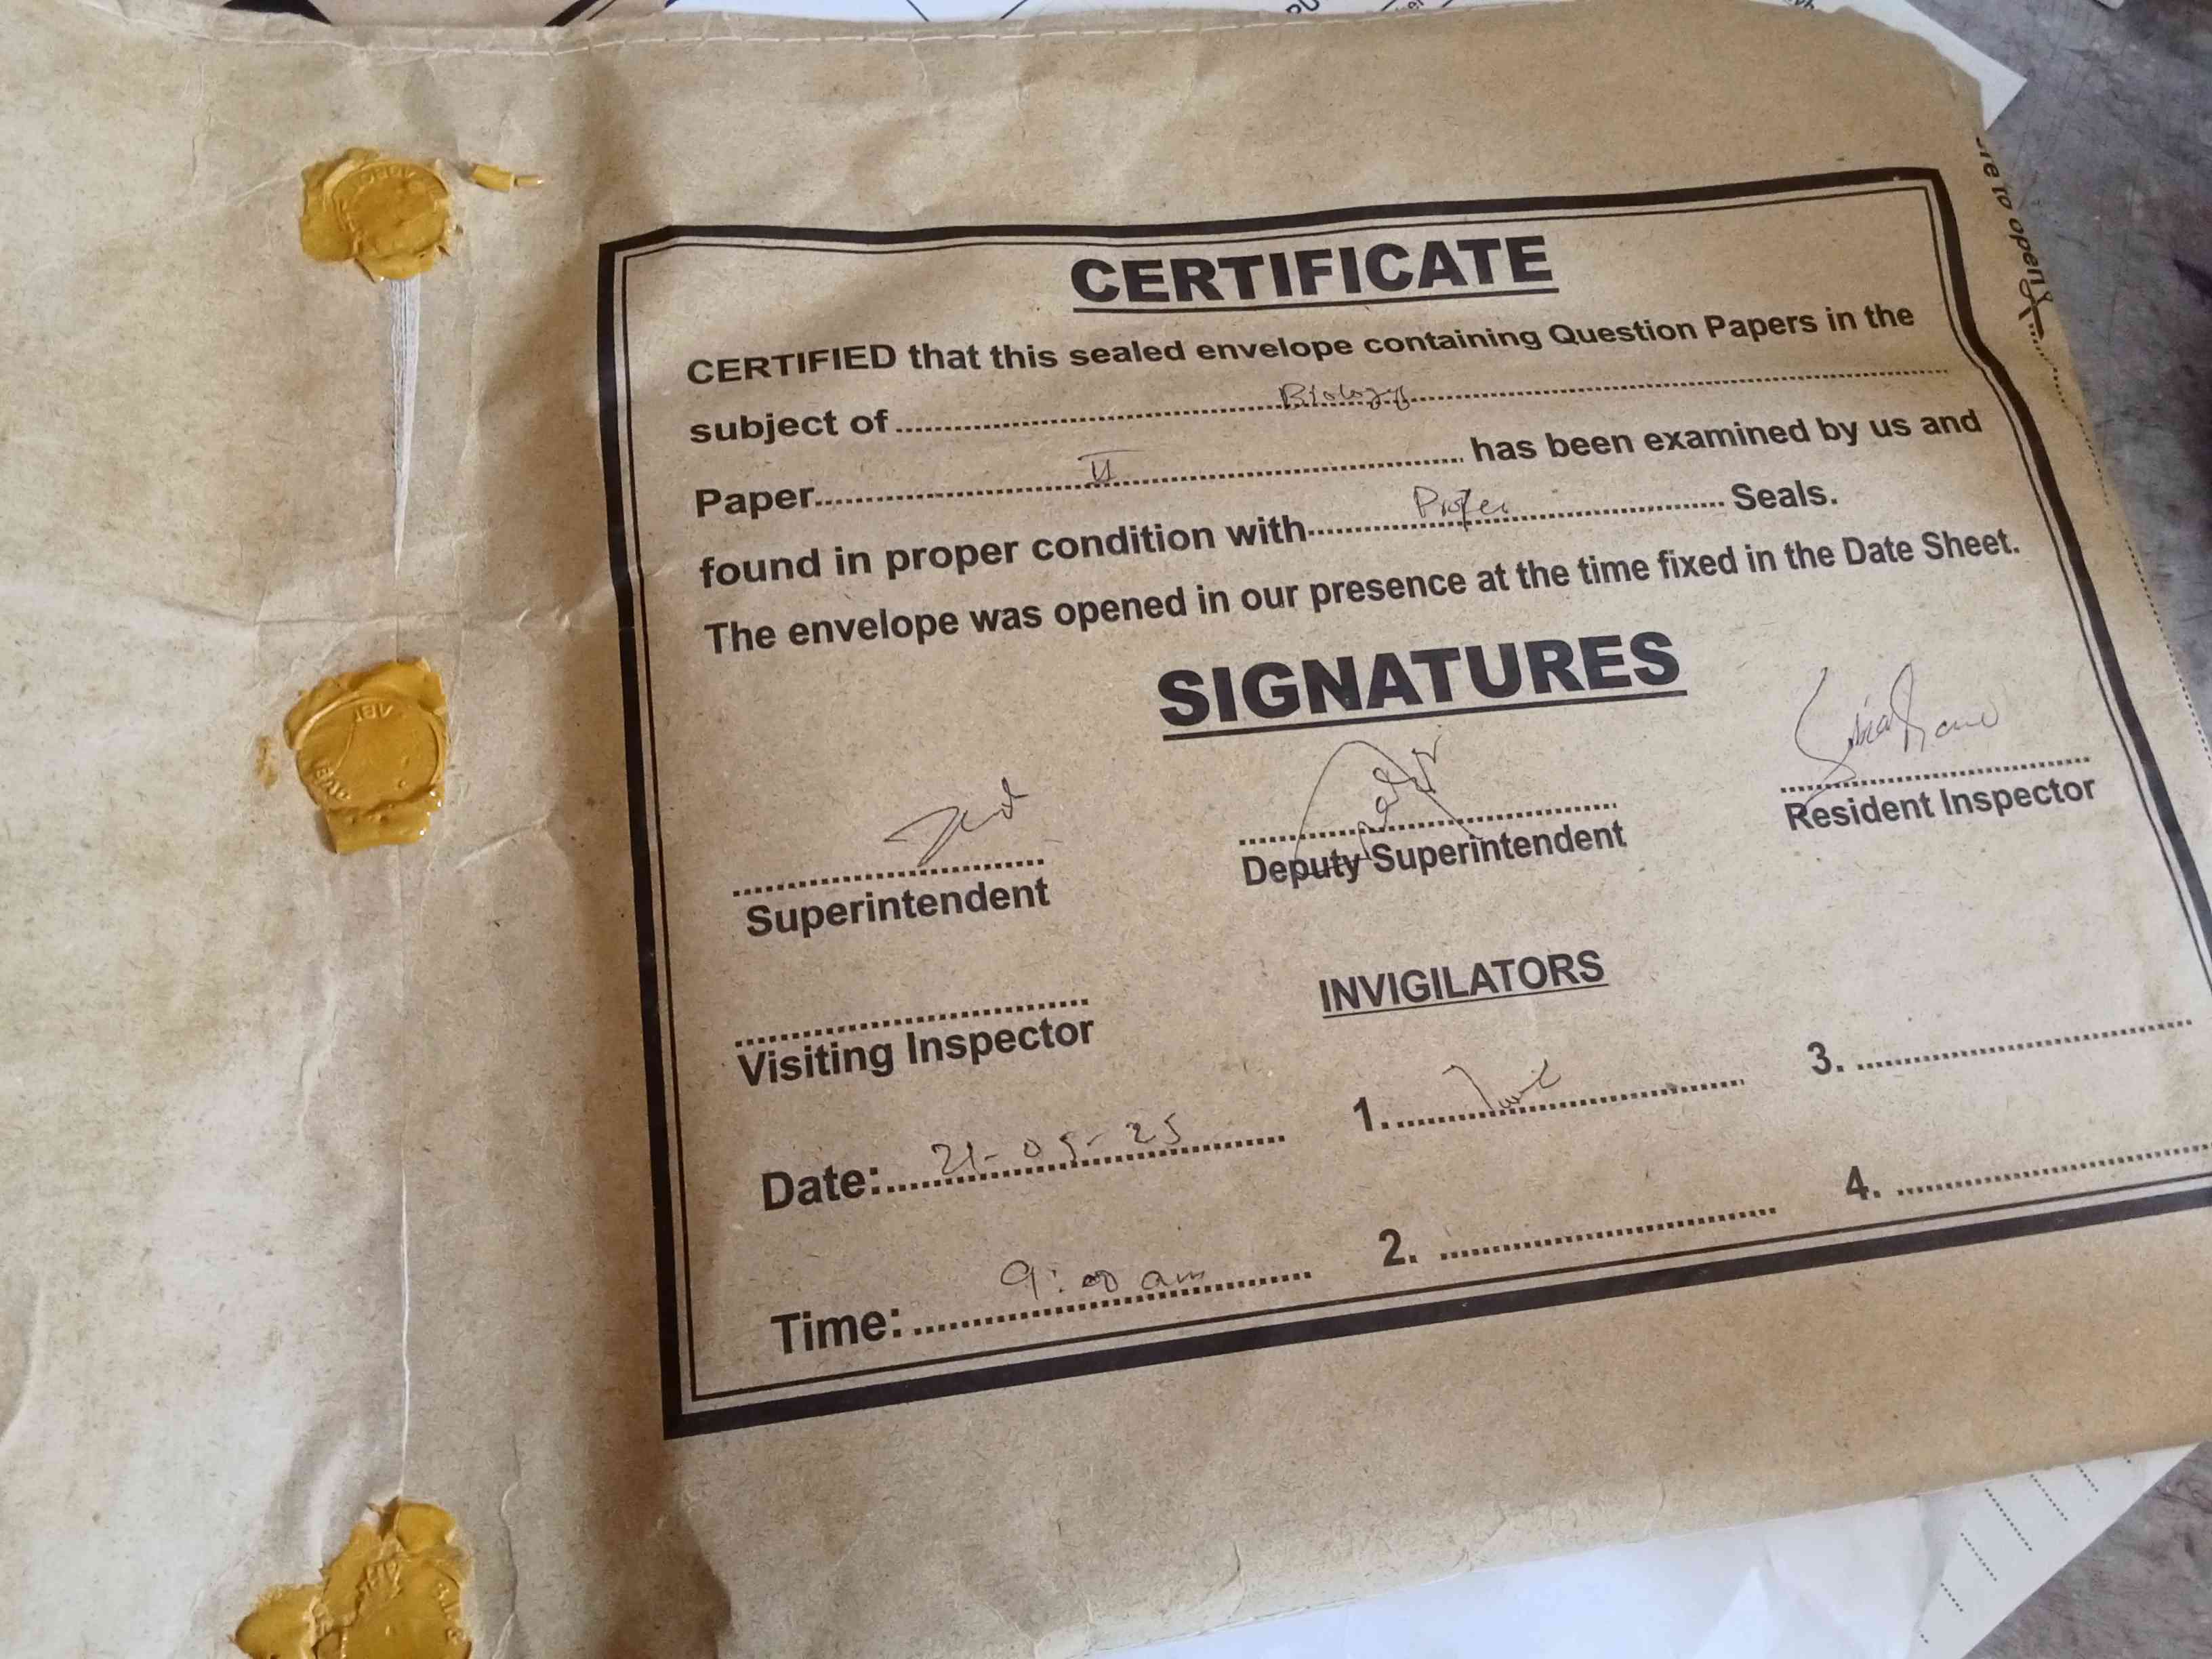 CERTIFICATE
CERTIFIED that this sealed envelope containing Question Papers in the
subject of Biology
Paper II has been examined by us and
found in proper condition with Proper Seals.
The envelope was opened in our presence at the time fixed in the Date Sheet.
SIGNATURES
Superintendent
Deputy Superintendent
Resident Inspector
Visiting Inspector
INVIGILATORS
1.
3.
Date: 21-05-25
2.
4.
Time: 9:00 am
to open